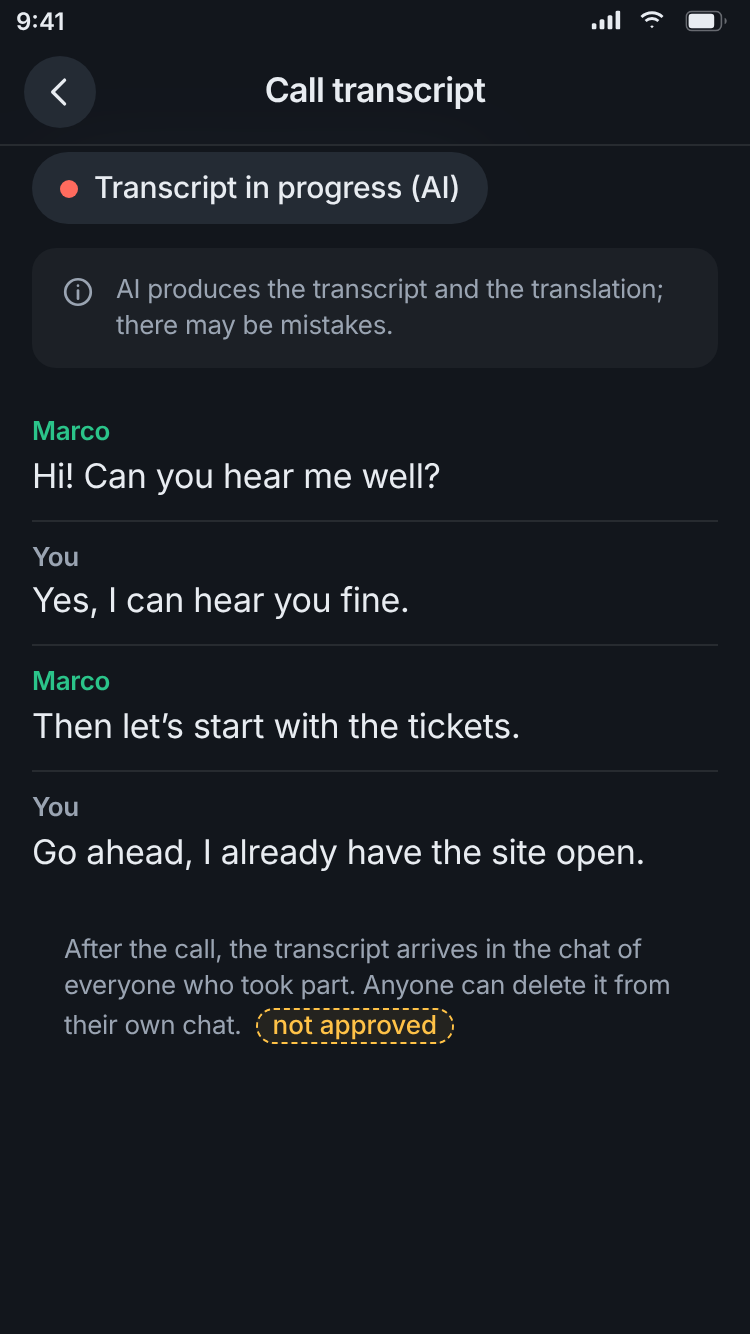 9:41
Call transcript
Transcript in progress (AI)
AI produces the transcript and the translation;
there may be mistakes.
Marco
Hi! Can you hear me well?
You
Yes, I can hear you fine.
Marco
Then let’s start with the tickets.
You
Go ahead, I already have the site open.
After the call, the transcript arrives in the chat of
everyone who took part. Anyone can delete it from
their own chat. not approved